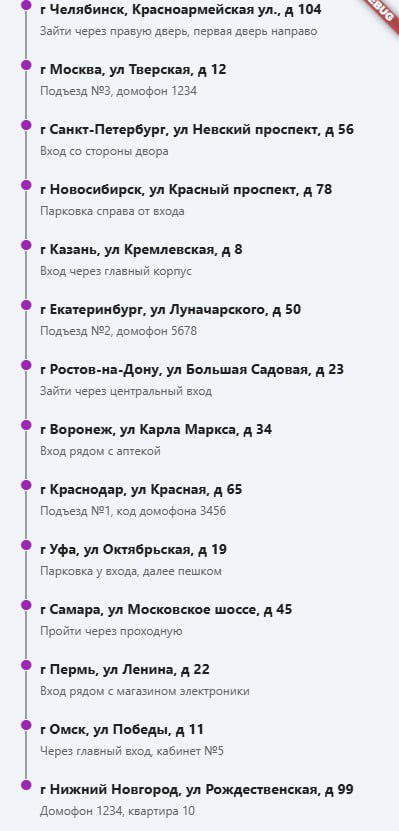 г Челябинск, Красноармейская ул., д 104
Зайти через правую дверь, первая дверь направо
г Москва, ул Тверская, д 12
Подъезд №3, домофон 1234
г Санкт-Петербург, ул Невский проспект, д 56
Вход со стороны двора
г Новосибирск, ул Красный проспект, д 78
Парковка справа от входа
г Казань, ул Кремлевская, д 8
Вход через главный корпус
г Екатеринбург, ул Луначарского, д 50
Подъезд №2, домофон 5678
г Ростов-на-Дону, ул Большая Садовая, д 23
Зайти через центральный вход
г Воронеж, ул Карла Маркса, д 34
Вход рядом с аптекой
г Краснодар, ул Красная, д 65
Подъезд №1, код домофона 3456
г Уфа, ул Октябрьская, д 19
Парковка у входа, далее пешком
г Самара, ул Московское шоссе, д 45
Пройти через проходную
г Пермь, ул Ленина, д 22
Вход рядом с магазином электроники
г Омск, ул Победы, д 11
Через главный вход, кабинет №5
г Нижний Новгород, ул Рождественская, д 99
Домофон 1234, квартира 10